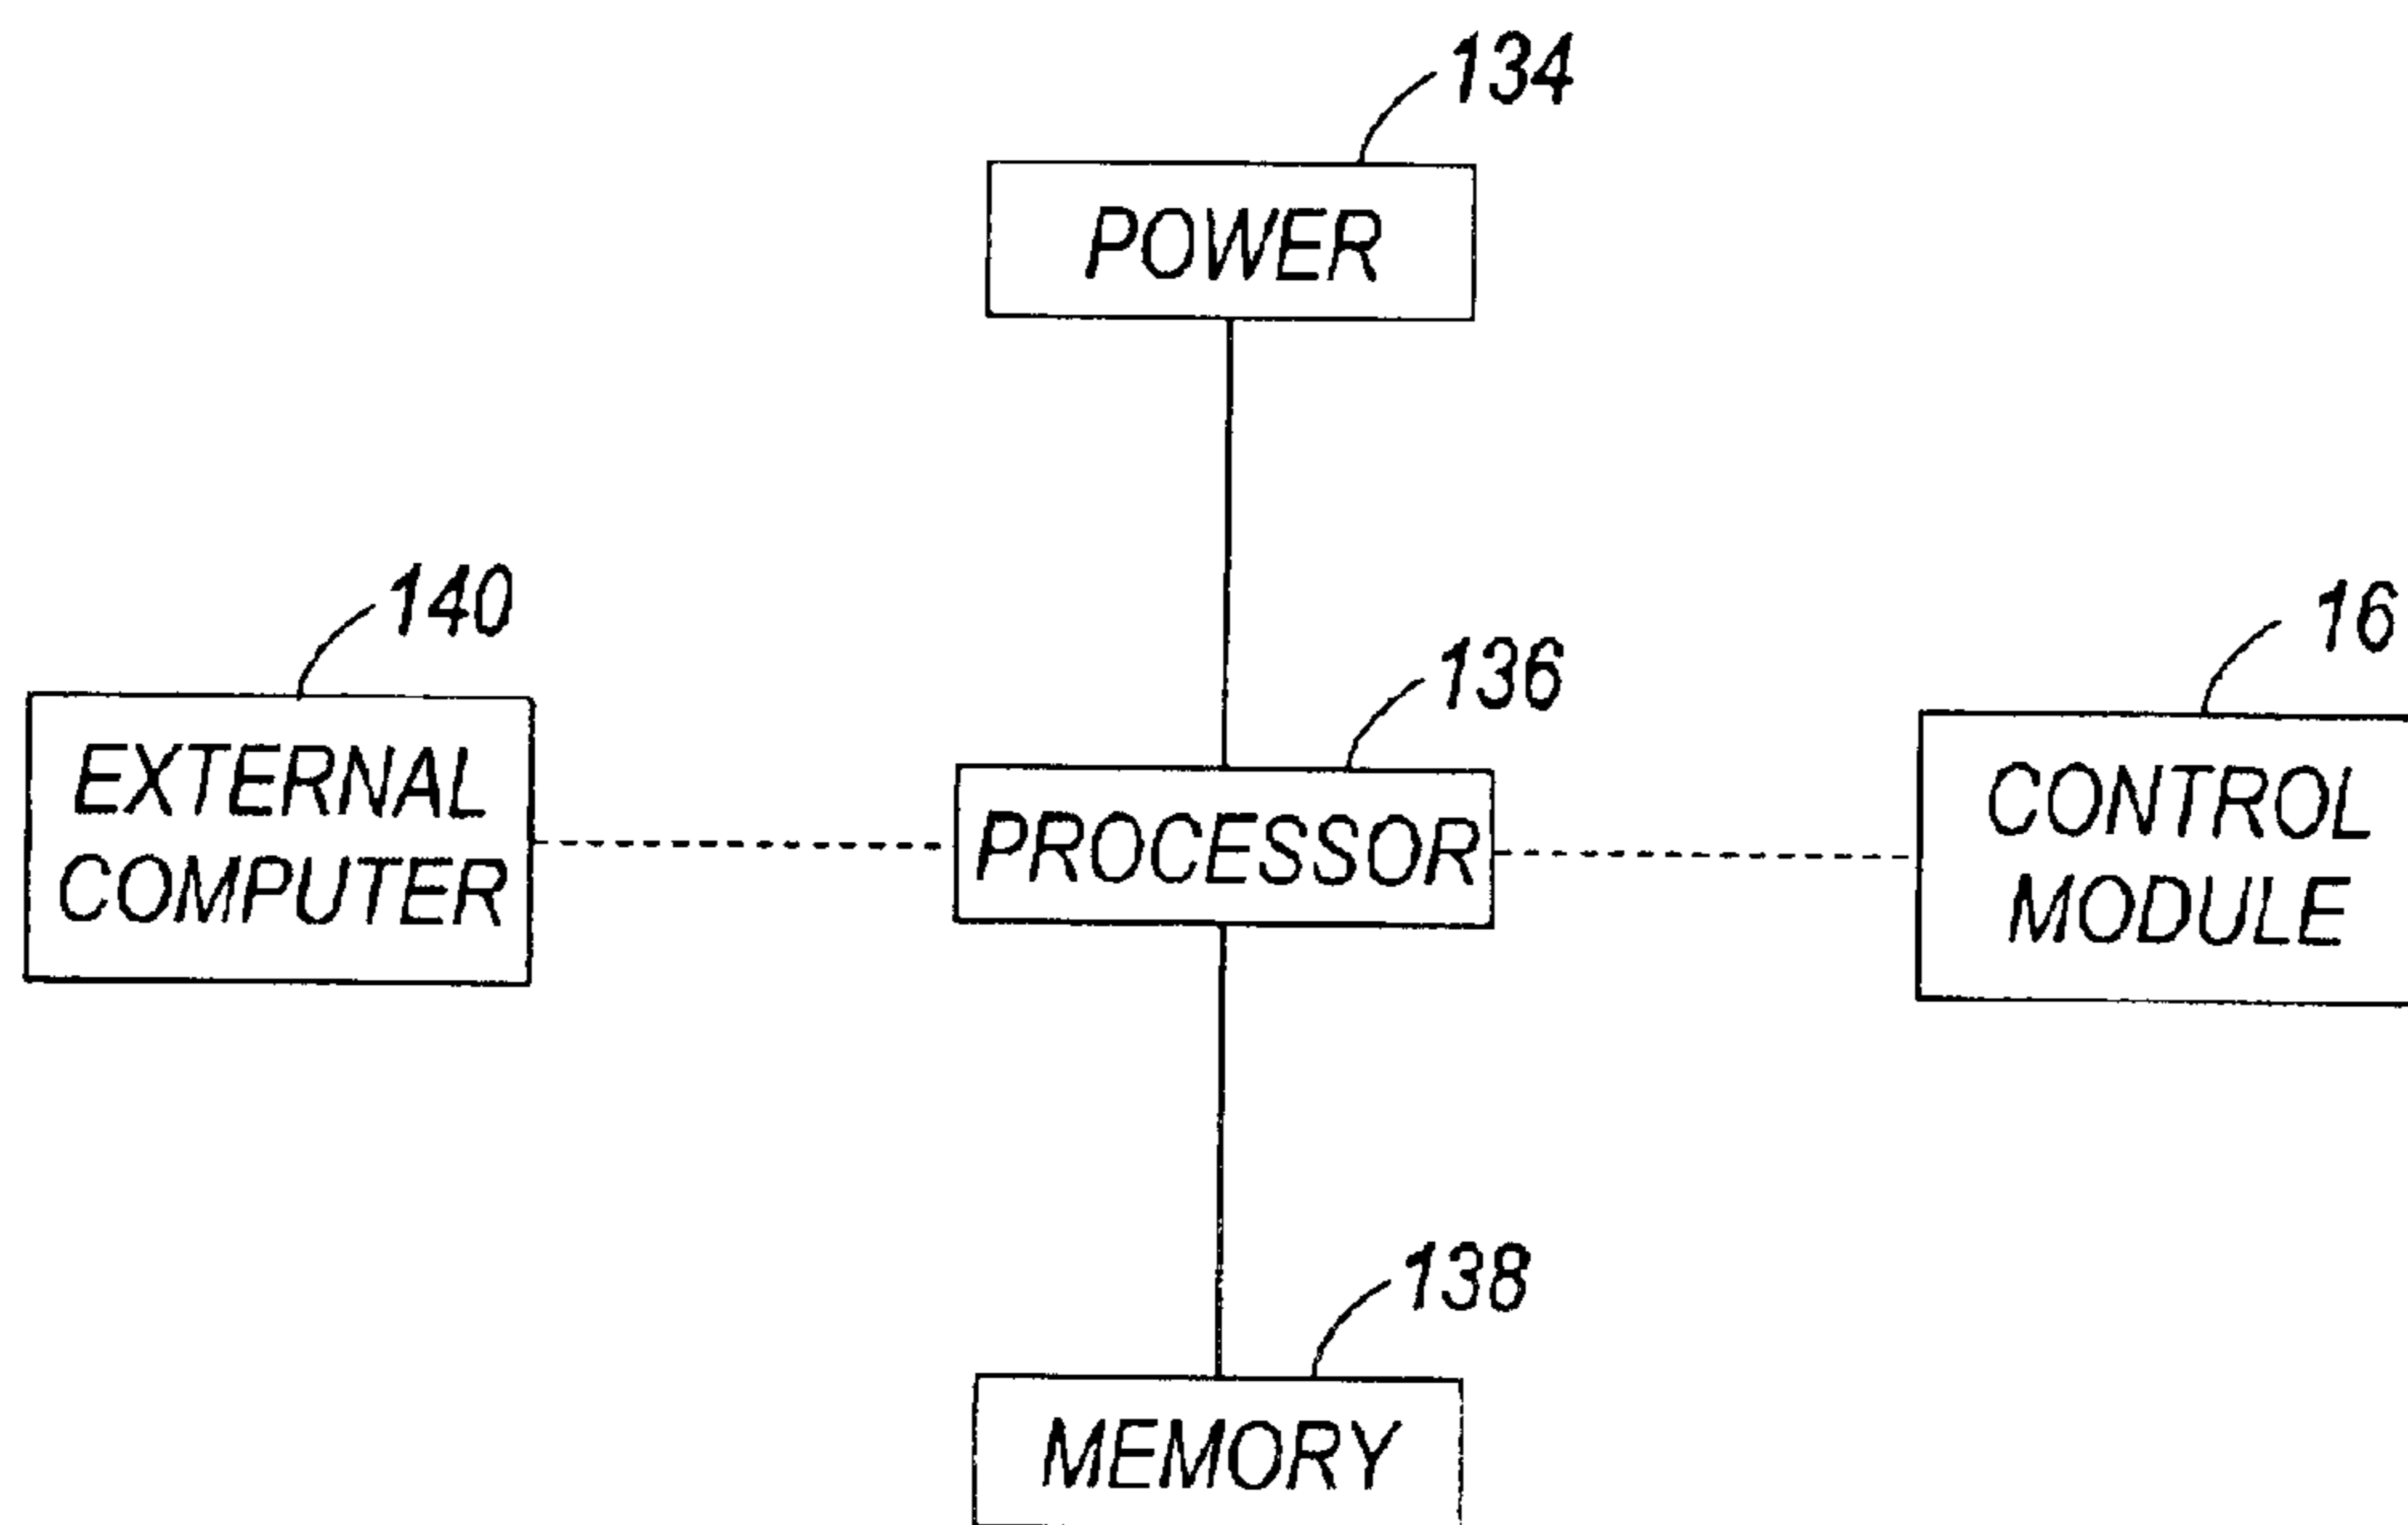 134
POWER
140
136
16
EXTERNAL
COMPUTER
PROCESSOR
CONTROL
MODULE
138
MEMORY